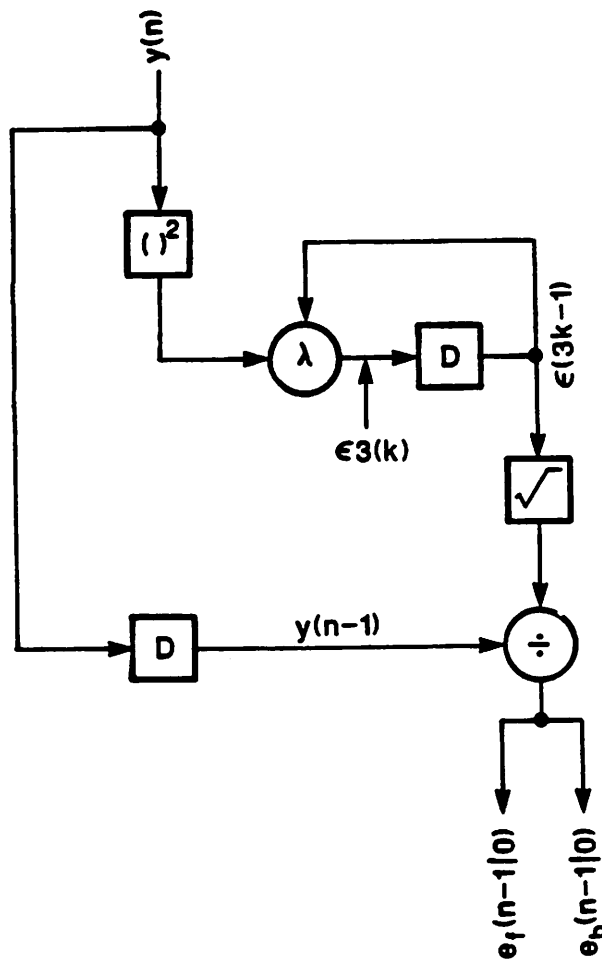 y(n)
( )²
λ
D
ϵ(3k−1)
ϵ3(k)
√
D
y(n−1)
÷
e_f(n−1|0)
e_b(n−1|0)